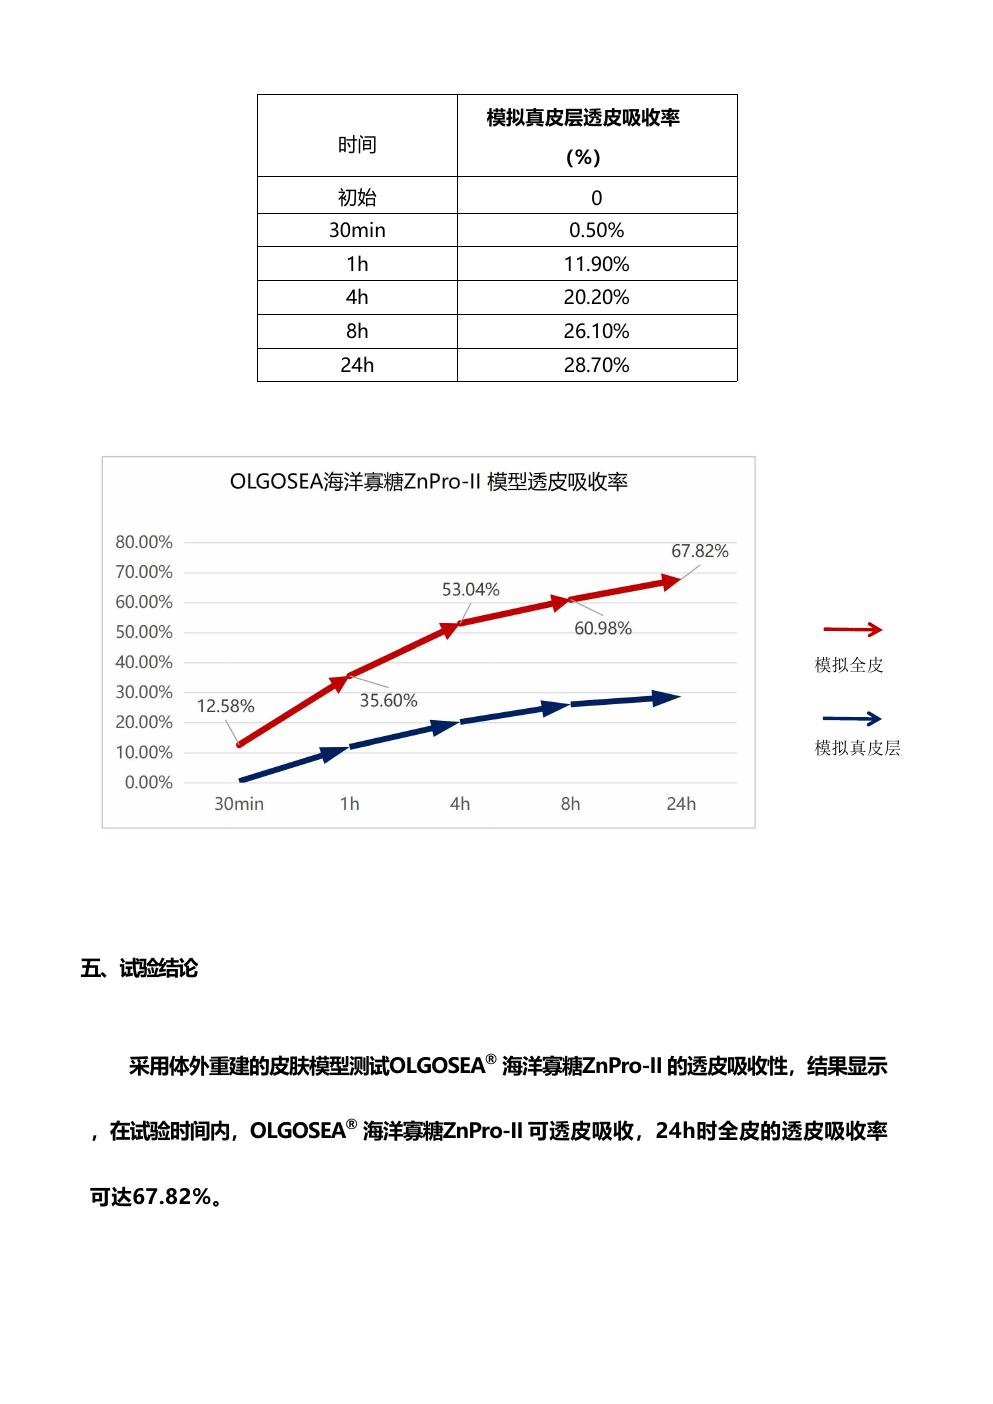 时间 模拟真皮层透皮吸收率
（%）
初始 0
30min 0.50%
1h 11.90%
4h 20.20%
8h 26.10%
24h 28.70%
OLGOSEA海洋寡糖ZnPro-II 模型透皮吸收率
80.00%
70.00%
60.00%
50.00%
40.00%
30.00%
20.00%
10.00%
0.00%
12.58%
35.60%
53.04%
60.98%
67.82%
30min 1h 4h 8h 24h
模拟全皮
模拟真皮层
五、试验结论
采用体外重建的皮肤模型测试OLGOSEA® 海洋寡糖ZnPro-II 的透皮吸收性，结果显示
，在试验时间内，OLGOSEA® 海洋寡糖ZnPro-II 可透皮吸收，24h时全皮的透皮吸收率
可达67.82%。